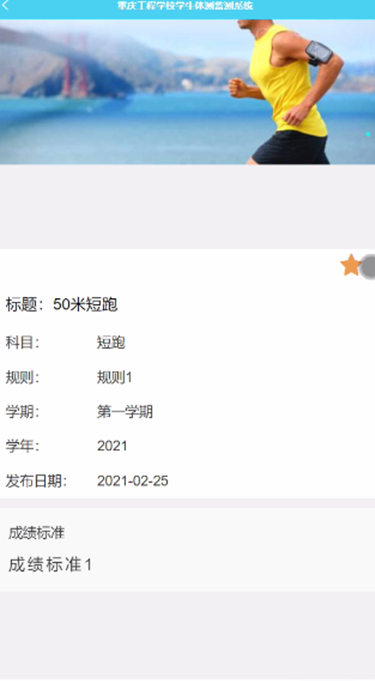 重庆工程学校学生体测监测系统
标题：50米短跑
科目： 短跑
规则： 规则1
学期： 第一学期
学年： 2021
发布日期： 2021-02-25
成绩标准
成绩标准1